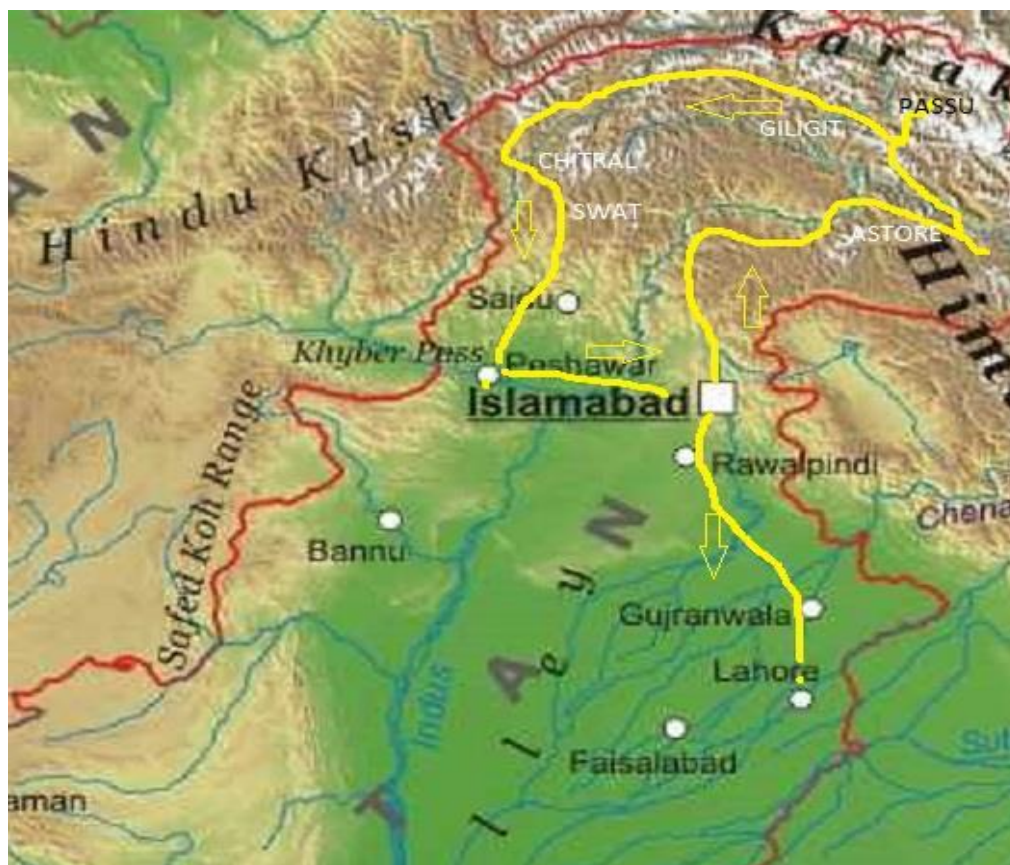 Karak
PASSU
AN
Hindu Kush
GILIGIT
CHITRAL
SWAT
ASTORE
Him
Saidu
Khyber Pass
Peshawar
Islamabad
Rawalpindi
Safed Koh Range
Chena
Bannu
Gujranwala
Lahore
Indus
Faisalabad
Sut
aman